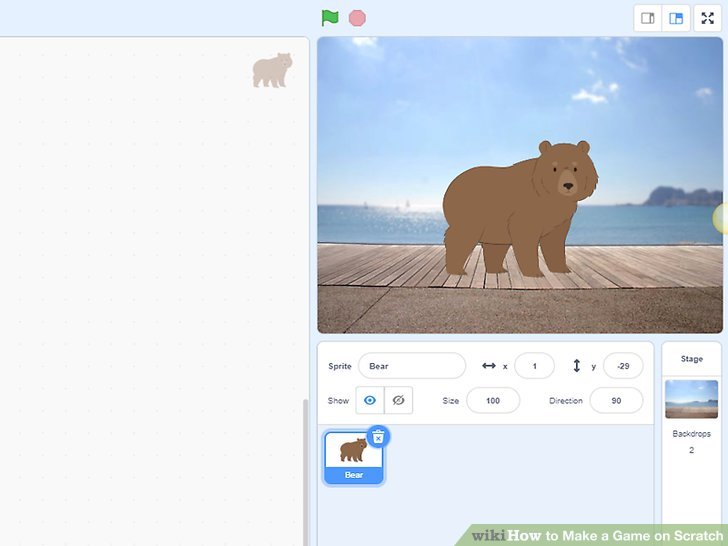 Sprite Bear x 1 y -29
Show Size 100 Direction 90
Bear
Stage
Backdrops
2
wikiHow to Make a Game on Scratch